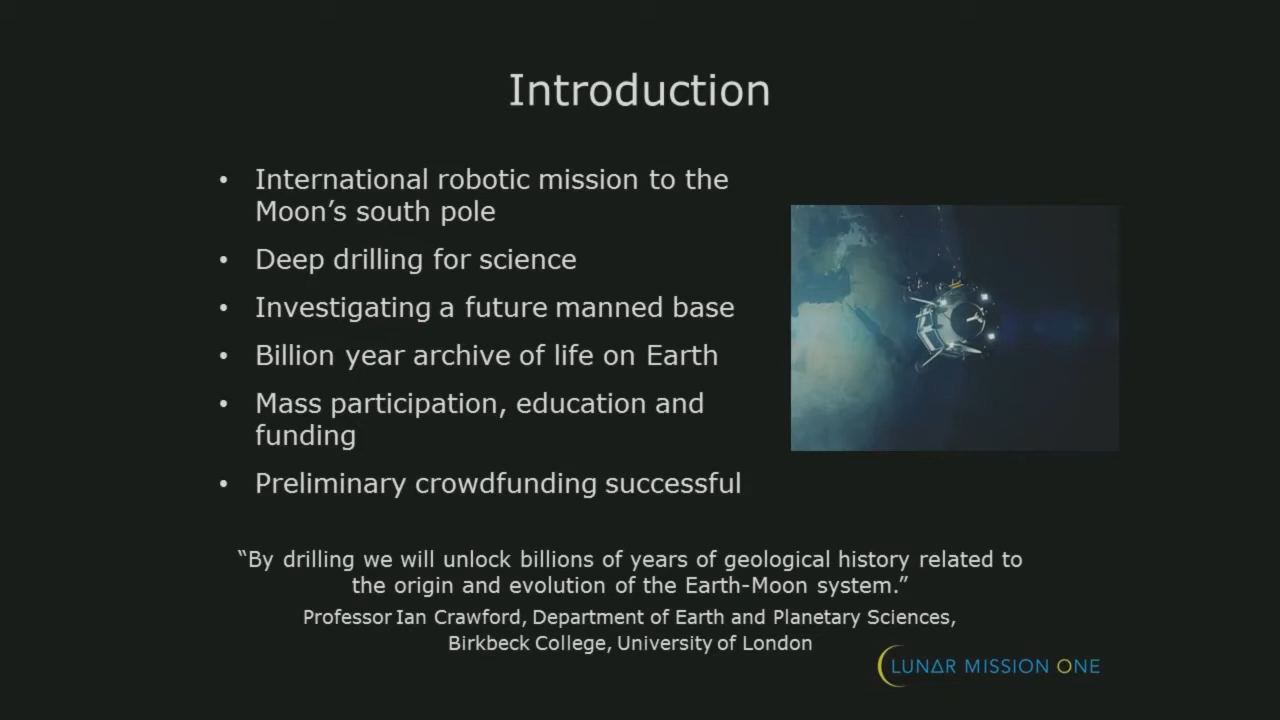 Introduction
• International robotic mission to the
Moon’s south pole
• Deep drilling for science
• Investigating a future manned base
• Billion year archive of life on Earth
• Mass participation, education and
funding
• Preliminary crowdfunding successful
“By drilling we will unlock billions of years of geological history related to
the origin and evolution of the Earth-Moon system.”
Professor Ian Crawford, Department of Earth and Planetary Sciences,
Birkbeck College, University of London
LUNAR MISSION ONE